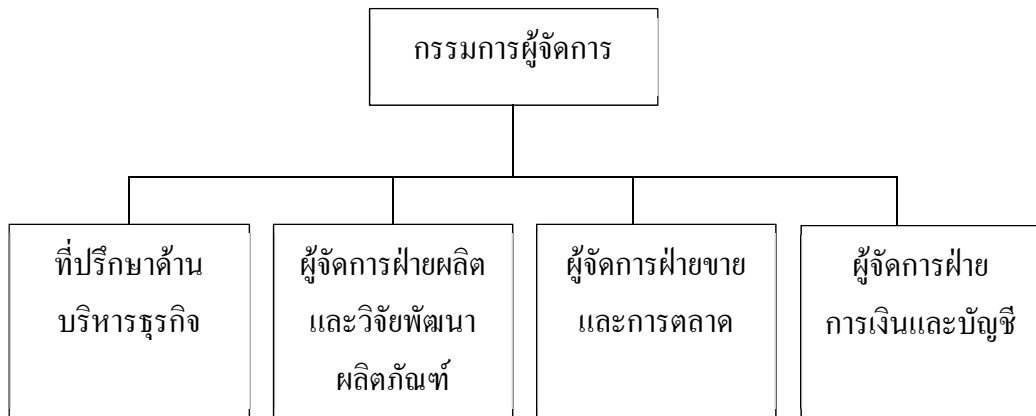 กรรมการผู้จัดการ
ที่ปรึกษาด้าน
บริหารธุรกิจ
ผู้จัดการฝ่ายผลิต
และวิจัยพัฒนา
ผลิตภัณฑ์
ผู้จัดการฝ่ายขาย
และการตลาด
ผู้จัดการฝ่าย
การเงินและบัญชี